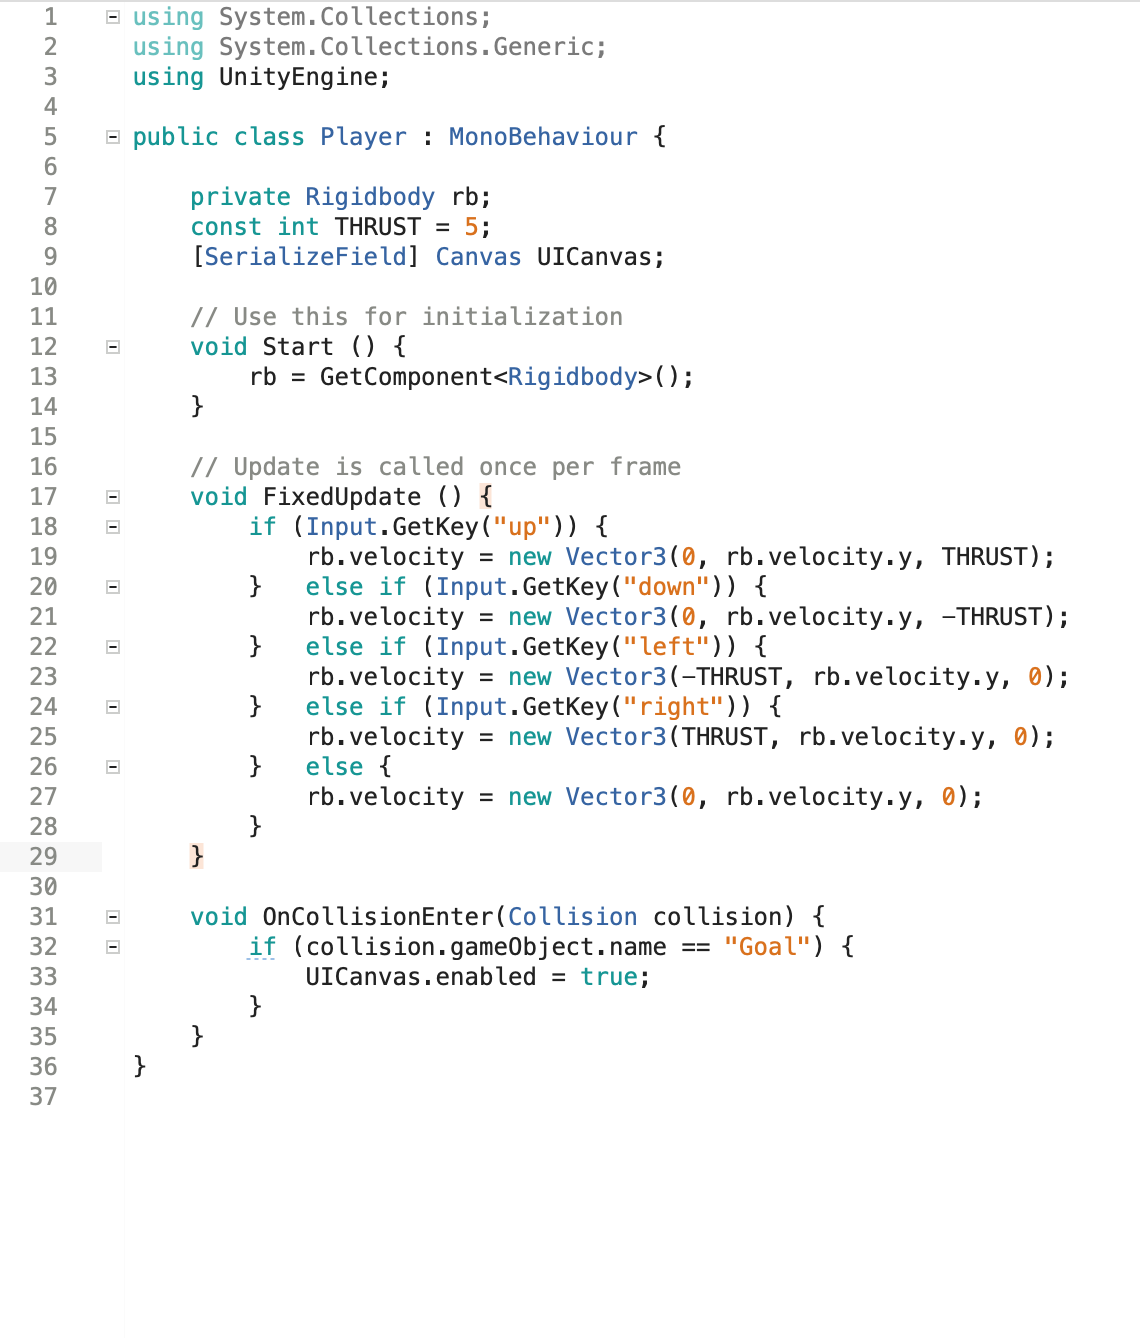 1 using System.Collections;
2 using System.Collections.Generic;
3 using UnityEngine;
4
5 public class Player : MonoBehaviour {
6
7     private Rigidbody rb;
8     const int THRUST = 5;
9     [SerializeField] Canvas UICanvas;
10
11     // Use this for initialization
12     void Start () {
13         rb = GetComponent<Rigidbody>();
14     }
15
16     // Update is called once per frame
17     void FixedUpdate () {
18         if (Input.GetKey("up")) {
19             rb.velocity = new Vector3(0, rb.velocity.y, THRUST);
20         }   else if (Input.GetKey("down")) {
21             rb.velocity = new Vector3(0, rb.velocity.y, −THRUST);
22         }   else if (Input.GetKey("left")) {
23             rb.velocity = new Vector3(−THRUST, rb.velocity.y, 0);
24         }   else if (Input.GetKey("right")) {
25             rb.velocity = new Vector3(THRUST, rb.velocity.y, 0);
26         }   else {
27             rb.velocity = new Vector3(0, rb.velocity.y, 0);
28         }
29     }
30
31     void OnCollisionEnter(Collision collision) {
32         if (collision.gameObject.name == "Goal") {
33             UICanvas.enabled = true;
34         }
35     }
36 }
37